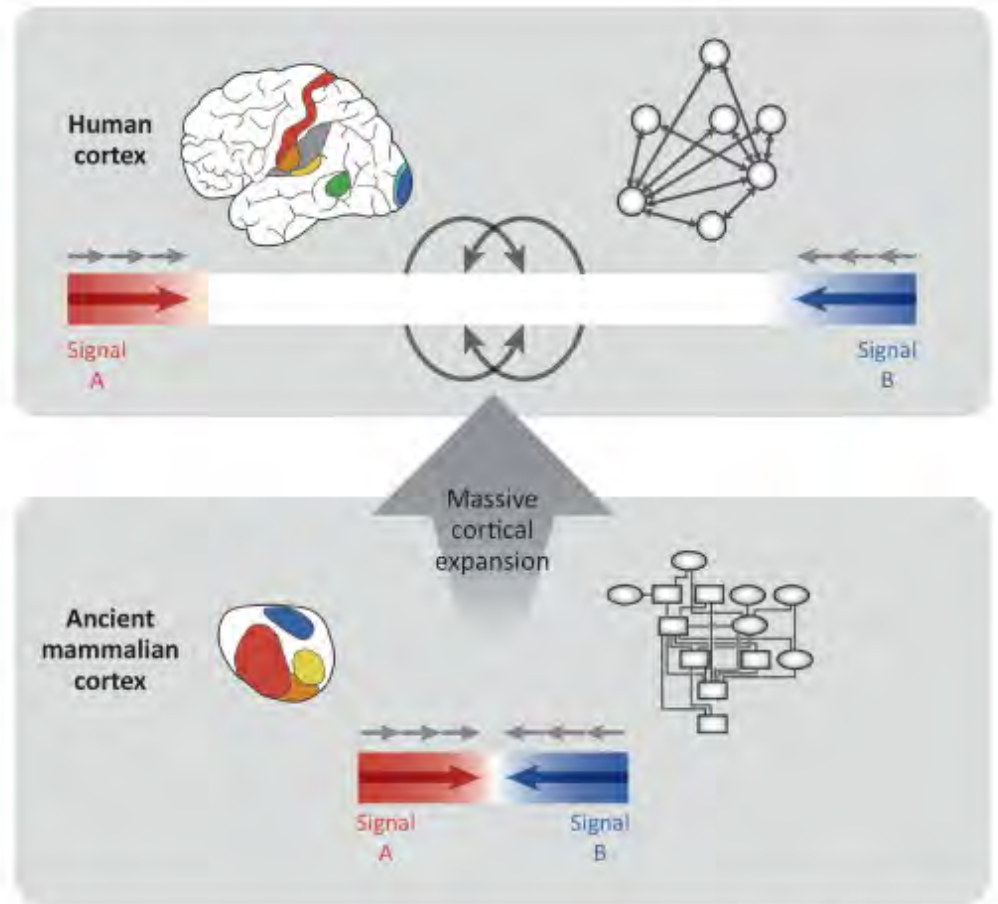 Human
cortex
Signal
A
Signal
B
Massive
cortical
expansion
Ancient
mammalian
cortex
Signal
A
Signal
B